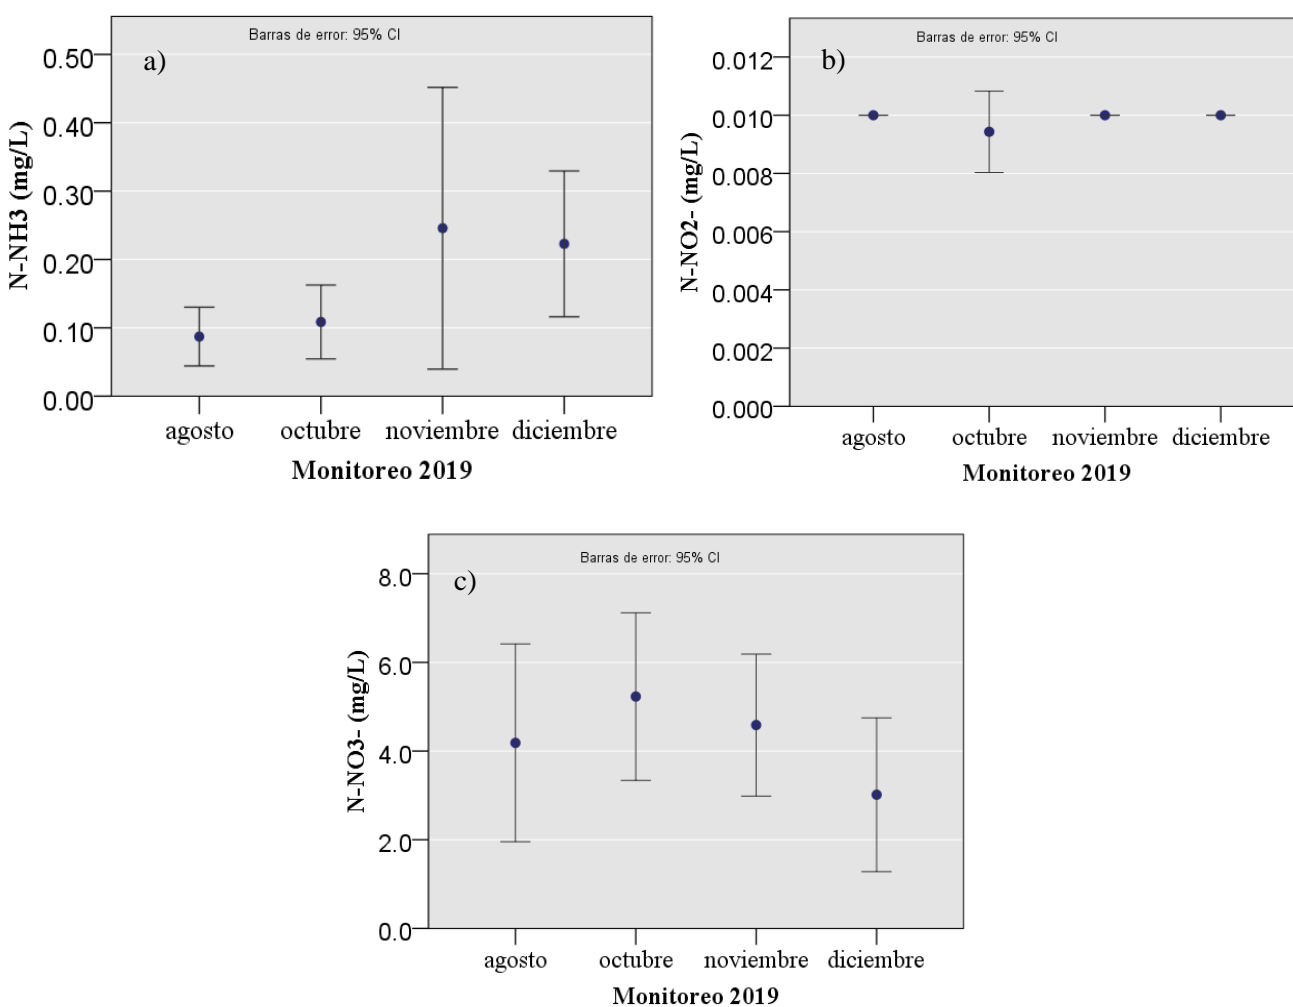 Barras de error: 95% CI
a)
0.50
0.40
0.30
0.20
0.10
0.00
N-NH3 (mg/L)
agosto octubre noviembre diciembre
Monitoreo 2019
Barras de error: 95% CI
b)
0.012
0.010
0.008
0.006
0.004
0.002
0.000
N-NO2- (mg/L)
agosto octubre noviembre diciembre
Monitoreo 2019
Barras de error: 95% CI
c)
8.0
6.0
4.0
2.0
0.0
N-NO3- (mg/L)
agosto octubre noviembre diciembre
Monitoreo 2019